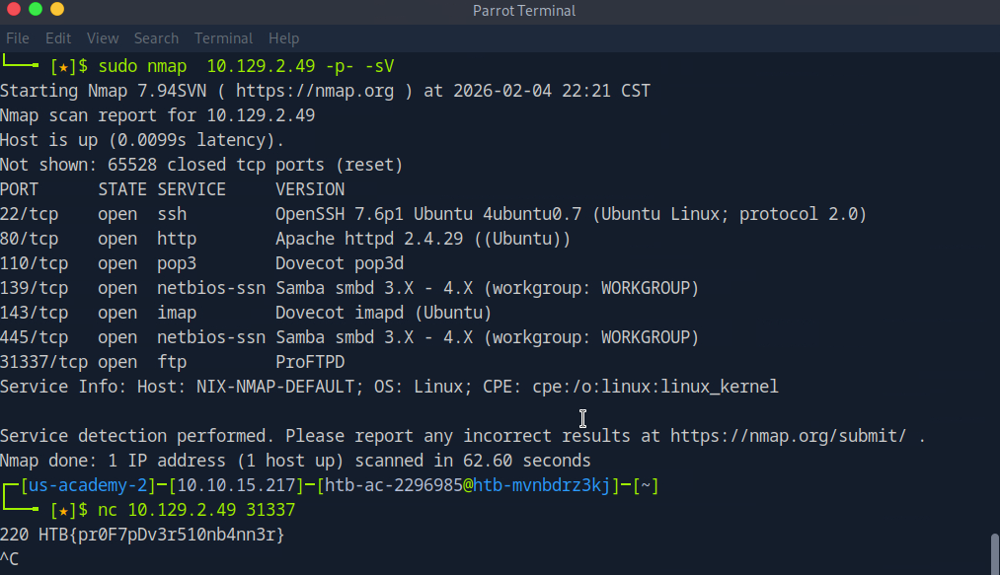 Parrot Terminal
File Edit View Search Terminal Help
└──╼ [★]$ sudo nmap  10.129.2.49 -p- -sV
Starting Nmap 7.94SVN ( https://nmap.org ) at 2026-02-04 22:21 CST
Nmap scan report for 10.129.2.49
Host is up (0.0099s latency).
Not shown: 65528 closed tcp ports (reset)
PORT      STATE SERVICE     VERSION
22/tcp    open  ssh         OpenSSH 7.6p1 Ubuntu 4ubuntu0.7 (Ubuntu Linux; protocol 2.0)
80/tcp    open  http        Apache httpd 2.4.29 ((Ubuntu))
110/tcp   open  pop3        Dovecot pop3d
139/tcp   open  netbios-ssn Samba smbd 3.X - 4.X (workgroup: WORKGROUP)
143/tcp   open  imap        Dovecot imapd (Ubuntu)
445/tcp   open  netbios-ssn Samba smbd 3.X - 4.X (workgroup: WORKGROUP)
31337/tcp open  ftp         ProFTPD
Service Info: Host: NIX-NMAP-DEFAULT; OS: Linux; CPE: cpe:/o:linux:linux_kernel
Service detection performed. Please report any incorrect results at https://nmap.org/submit/ .
Nmap done: 1 IP address (1 host up) scanned in 62.60 seconds
┌─[us-academy-2]─[10.10.15.217]─[htb-ac-2296985@htb-mvnbdrz3kj]─[~]
└──╼ [★]$ nc 10.129.2.49 31337
220 HTB{pr0F7pDv3r510nb4nn3r}
^C